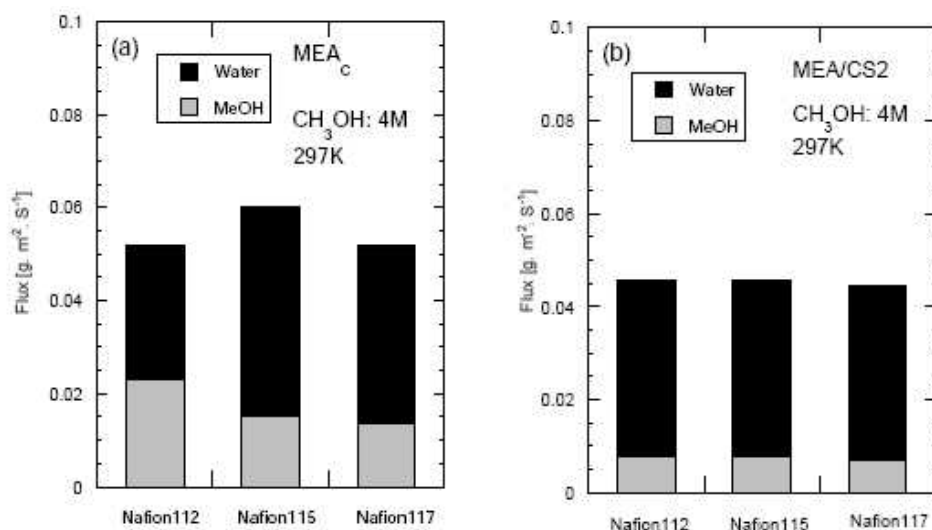 (a)
MEA_C
Water
MeOH
CH₃OH: 4M
297K
Flux [g. m⁻². S⁻¹]
0.1
0.08
0.06
0.04
0.02
0
Nafion112 Nafion115 Nafion117
(b)
MEA/CS2
Water
MeOH
CH₃OH: 4M
297K
Flux [g. m⁻². S⁻¹]
0.1
0.08
0.06
0.04
0.02
0
Nafion112 Nafion115 Nafion117